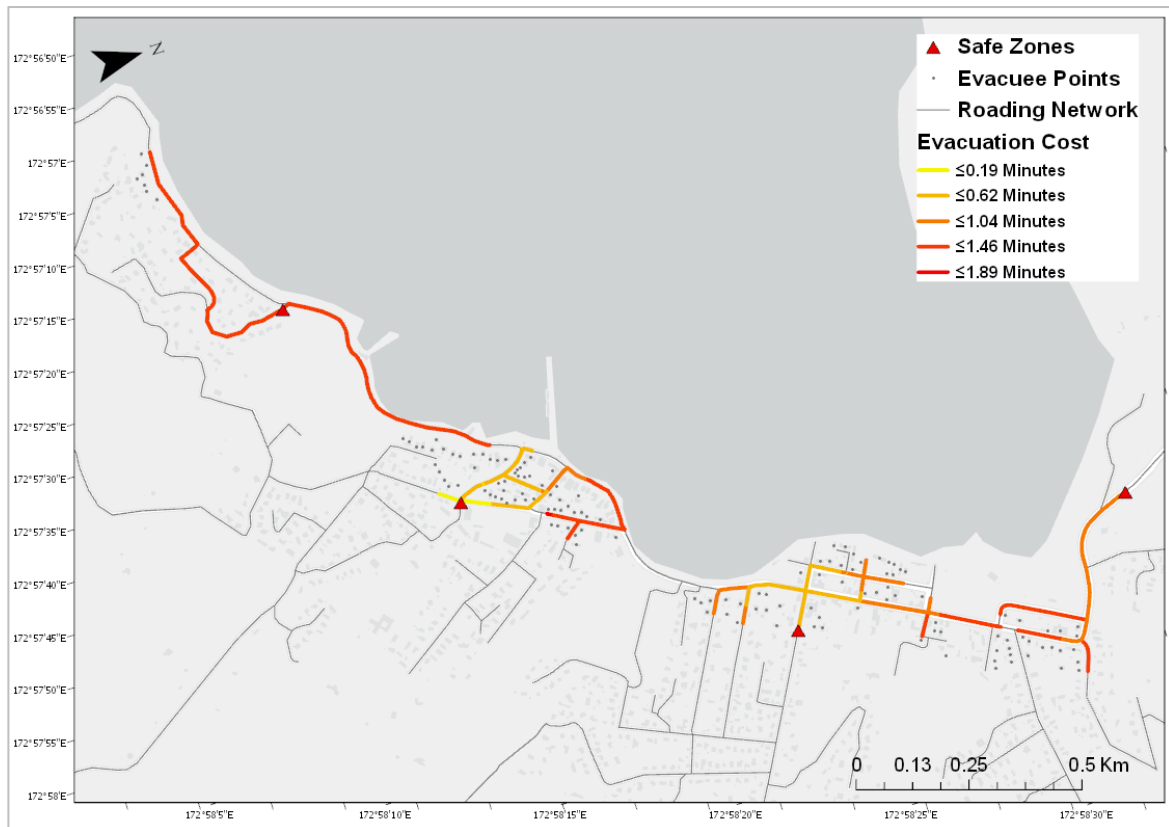 N
Safe Zones
Evacuee Points
Roading Network
Evacuation Cost
≤0.19 Minutes
≤0.62 Minutes
≤1.04 Minutes
≤1.46 Minutes
≤1.89 Minutes
172°56'50"E
172°56'55"E
172°57'E
172°57'5"E
172°57'10"E
172°57'15"E
172°57'20"E
172°57'25"E
172°57'30"E
172°57'35"E
172°57'40"E
172°57'45"E
172°57'50"E
172°57'55"E
172°58'E
0 0.13 0.25 0.5 Km
172°58'5"E 172°58'10"E 172°58'15"E 172°58'20"E 172°58'25"E 172°58'30"E